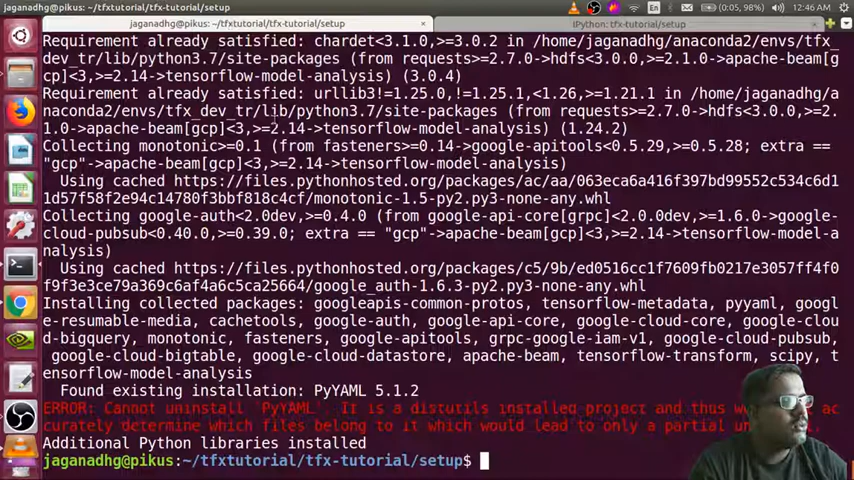 jaganadhg@pikus: ~/tfxtutorial/tfx-tutorial/setup
(0:05, 98%)
12:46 AM
jaganadhg@pikus: ~/tfxtutorial/tfx-tutorial/setup
IPython: tfx-tutorial/setup
Requirement already satisfied: chardet<3.1.0,>=3.0.2 in /home/jaganadhg/anaconda2/envs/tfx_
dev_tr/lib/python3.7/site-packages (from requests>=2.7.0->hdfs<3.0.0,>=2.1.0->apache-beam[g
cp]<3,>=2.14->tensorflow-model-analysis) (3.0.4)
Requirement already satisfied: urllib3!=1.25.0,!=1.25.1,<1.26,>=1.21.1 in /home/jaganadhg/a
naconda2/envs/tfx_dev_tr/lib/python3.7/site-packages (from requests>=2.7.0->hdfs<3.0.0,>=2.
1.0->apache-beam[gcp]<3,>=2.14->tensorflow-model-analysis) (1.24.2)
Collecting monotonic>=0.1 (from fasteners>=0.14->google-apitools<0.5.29,>=0.5.28; extra ==
"gcp"->apache-beam[gcp]<3,>=2.14->tensorflow-model-analysis)
Using cached https://files.pythonhosted.org/packages/ac/aa/063eca6a416f397bd99552c534c6d1
1d57f58f2e94c14780f3bbf818c4cf/monotonic-1.5-py2.py3-none-any.whl
Collecting google-auth<2.0dev,>=0.4.0 (from google-api-core[grpc]<2.0.0dev,>=1.6.0->google-
cloud-pubsub<0.40.0,>=0.39.0; extra == "gcp"->apache-beam[gcp]<3,>=2.14->tensorflow-model-a
nalysis)
Using cached https://files.pythonhosted.org/packages/c5/9b/ed0516cc1f7609fb0217e3057ff4f0
f9f3e3ce79a369c6af4a6c5ca25664/google_auth-1.6.3-py2.py3-none-any.whl
Installing collected packages: googleapis-common-protos, tensorflow-metadata, pyyaml, googl
e-resumable-media, cachetools, google-auth, google-api-core, google-cloud-core, google-clou
d-bigquery, monotonic, fasteners, google-apitools, grpc-google-iam-v1, google-cloud-pubsub,
google-cloud-bigtable, google-cloud-datastore, apache-beam, tensorflow-transform, scipy, t
ensorflow-model-analysis
Found existing installation: PyYAML 5.1.2
ERROR: Cannot uninstall 'PyYAML'. It is a distutils installed project and thus we ac
curately determine which files belong to it which would lead to only a partial un
Additional Python libraries installed
jaganadhg@pikus:~/tfxtutorial/tfx-tutorial/setup$